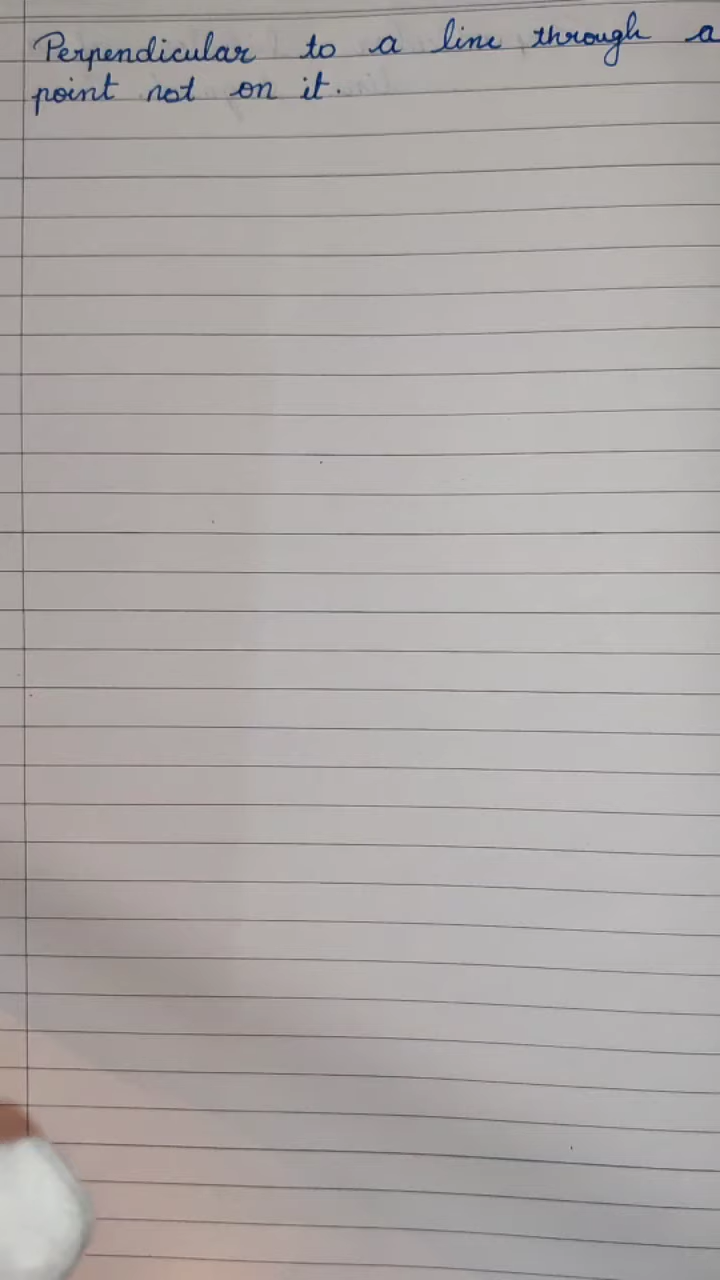 Perpendicular to a line through a
point not on it.